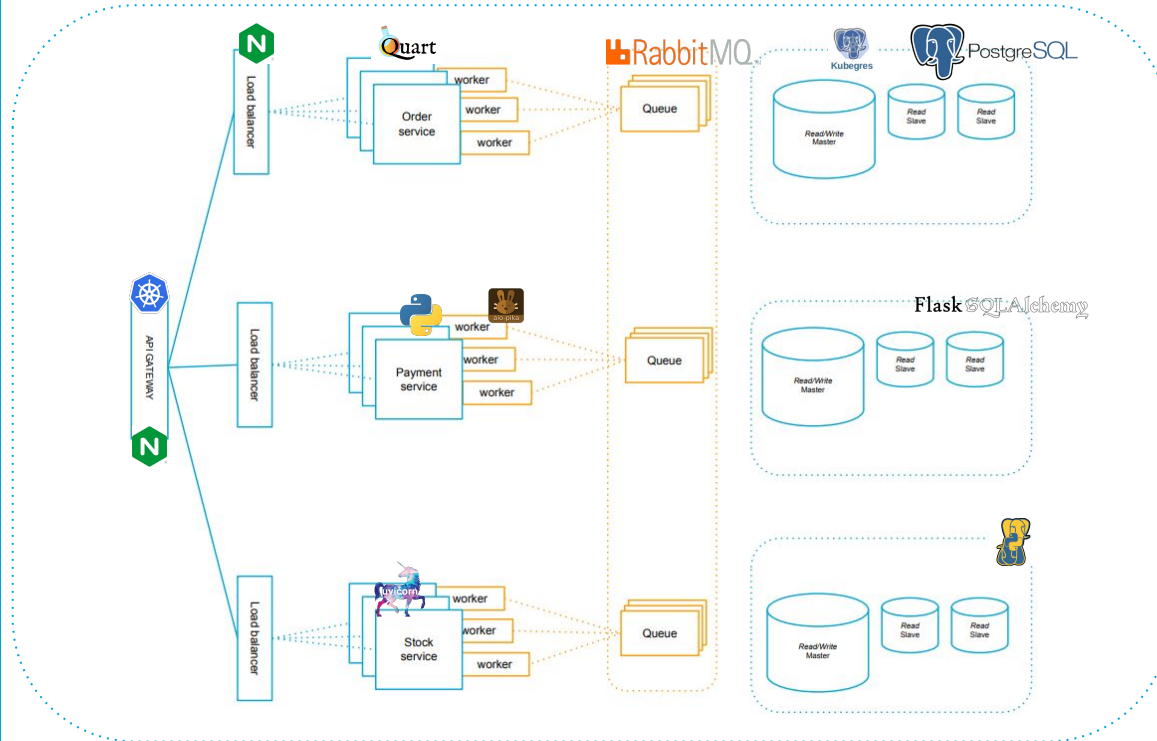 Quart
RabbitMQ
Kubegres
PostgreSQL
Load balancer
worker
worker
worker
Order
service
Queue
Read/Write
Master
Read
Slave
Read
Slave
API GATEWAY
Load balancer
aio-pika
worker
worker
worker
Payment
service
Queue
Flask SQLAlchemy
Read/Write
Master
Read
Slave
Read
Slave
Load balancer
uvicorn
worker
worker
worker
Stock
service
Queue
Read/Write
Master
Read
Slave
Read
Slave